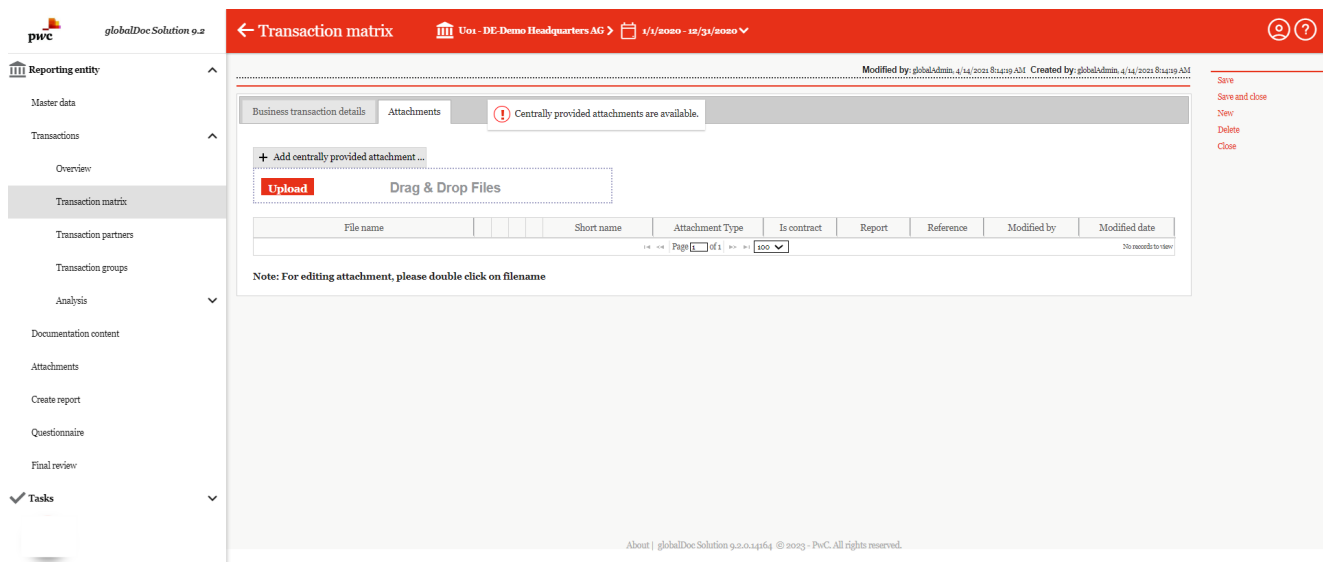 pwc
globalDoc Solution 9.2
Transaction matrix
U01 - DE-Demo Headquarters AG
1/1/2020 - 12/31/2020
Reporting entity
Master data
Transactions
Overview
Transaction matrix
Transaction partners
Transaction groups
Analysis
Documentation content
Attachments
Create report
Questionnaire
Final review
Tasks
Modified by: globalAdmin, 4/14/2021 8:14:19 AM Created by: globalAdmin, 4/14/2021 8:14:19 AM
Business transaction details
Attachments
Centrally provided attachments are available.
+ Add centrally provided attachment ...
Upload
Drag & Drop Files
File name Short name Attachment Type Is contract Report Reference Modified by Modified date
Page 1 of 1 100 No records to view
Note: For editing attachment, please double click on filename
Save
Save and close
New
Delete
Close
About | globalDoc Solution 9.2.0.14164 © 2023 - PwC. All rights reserved.